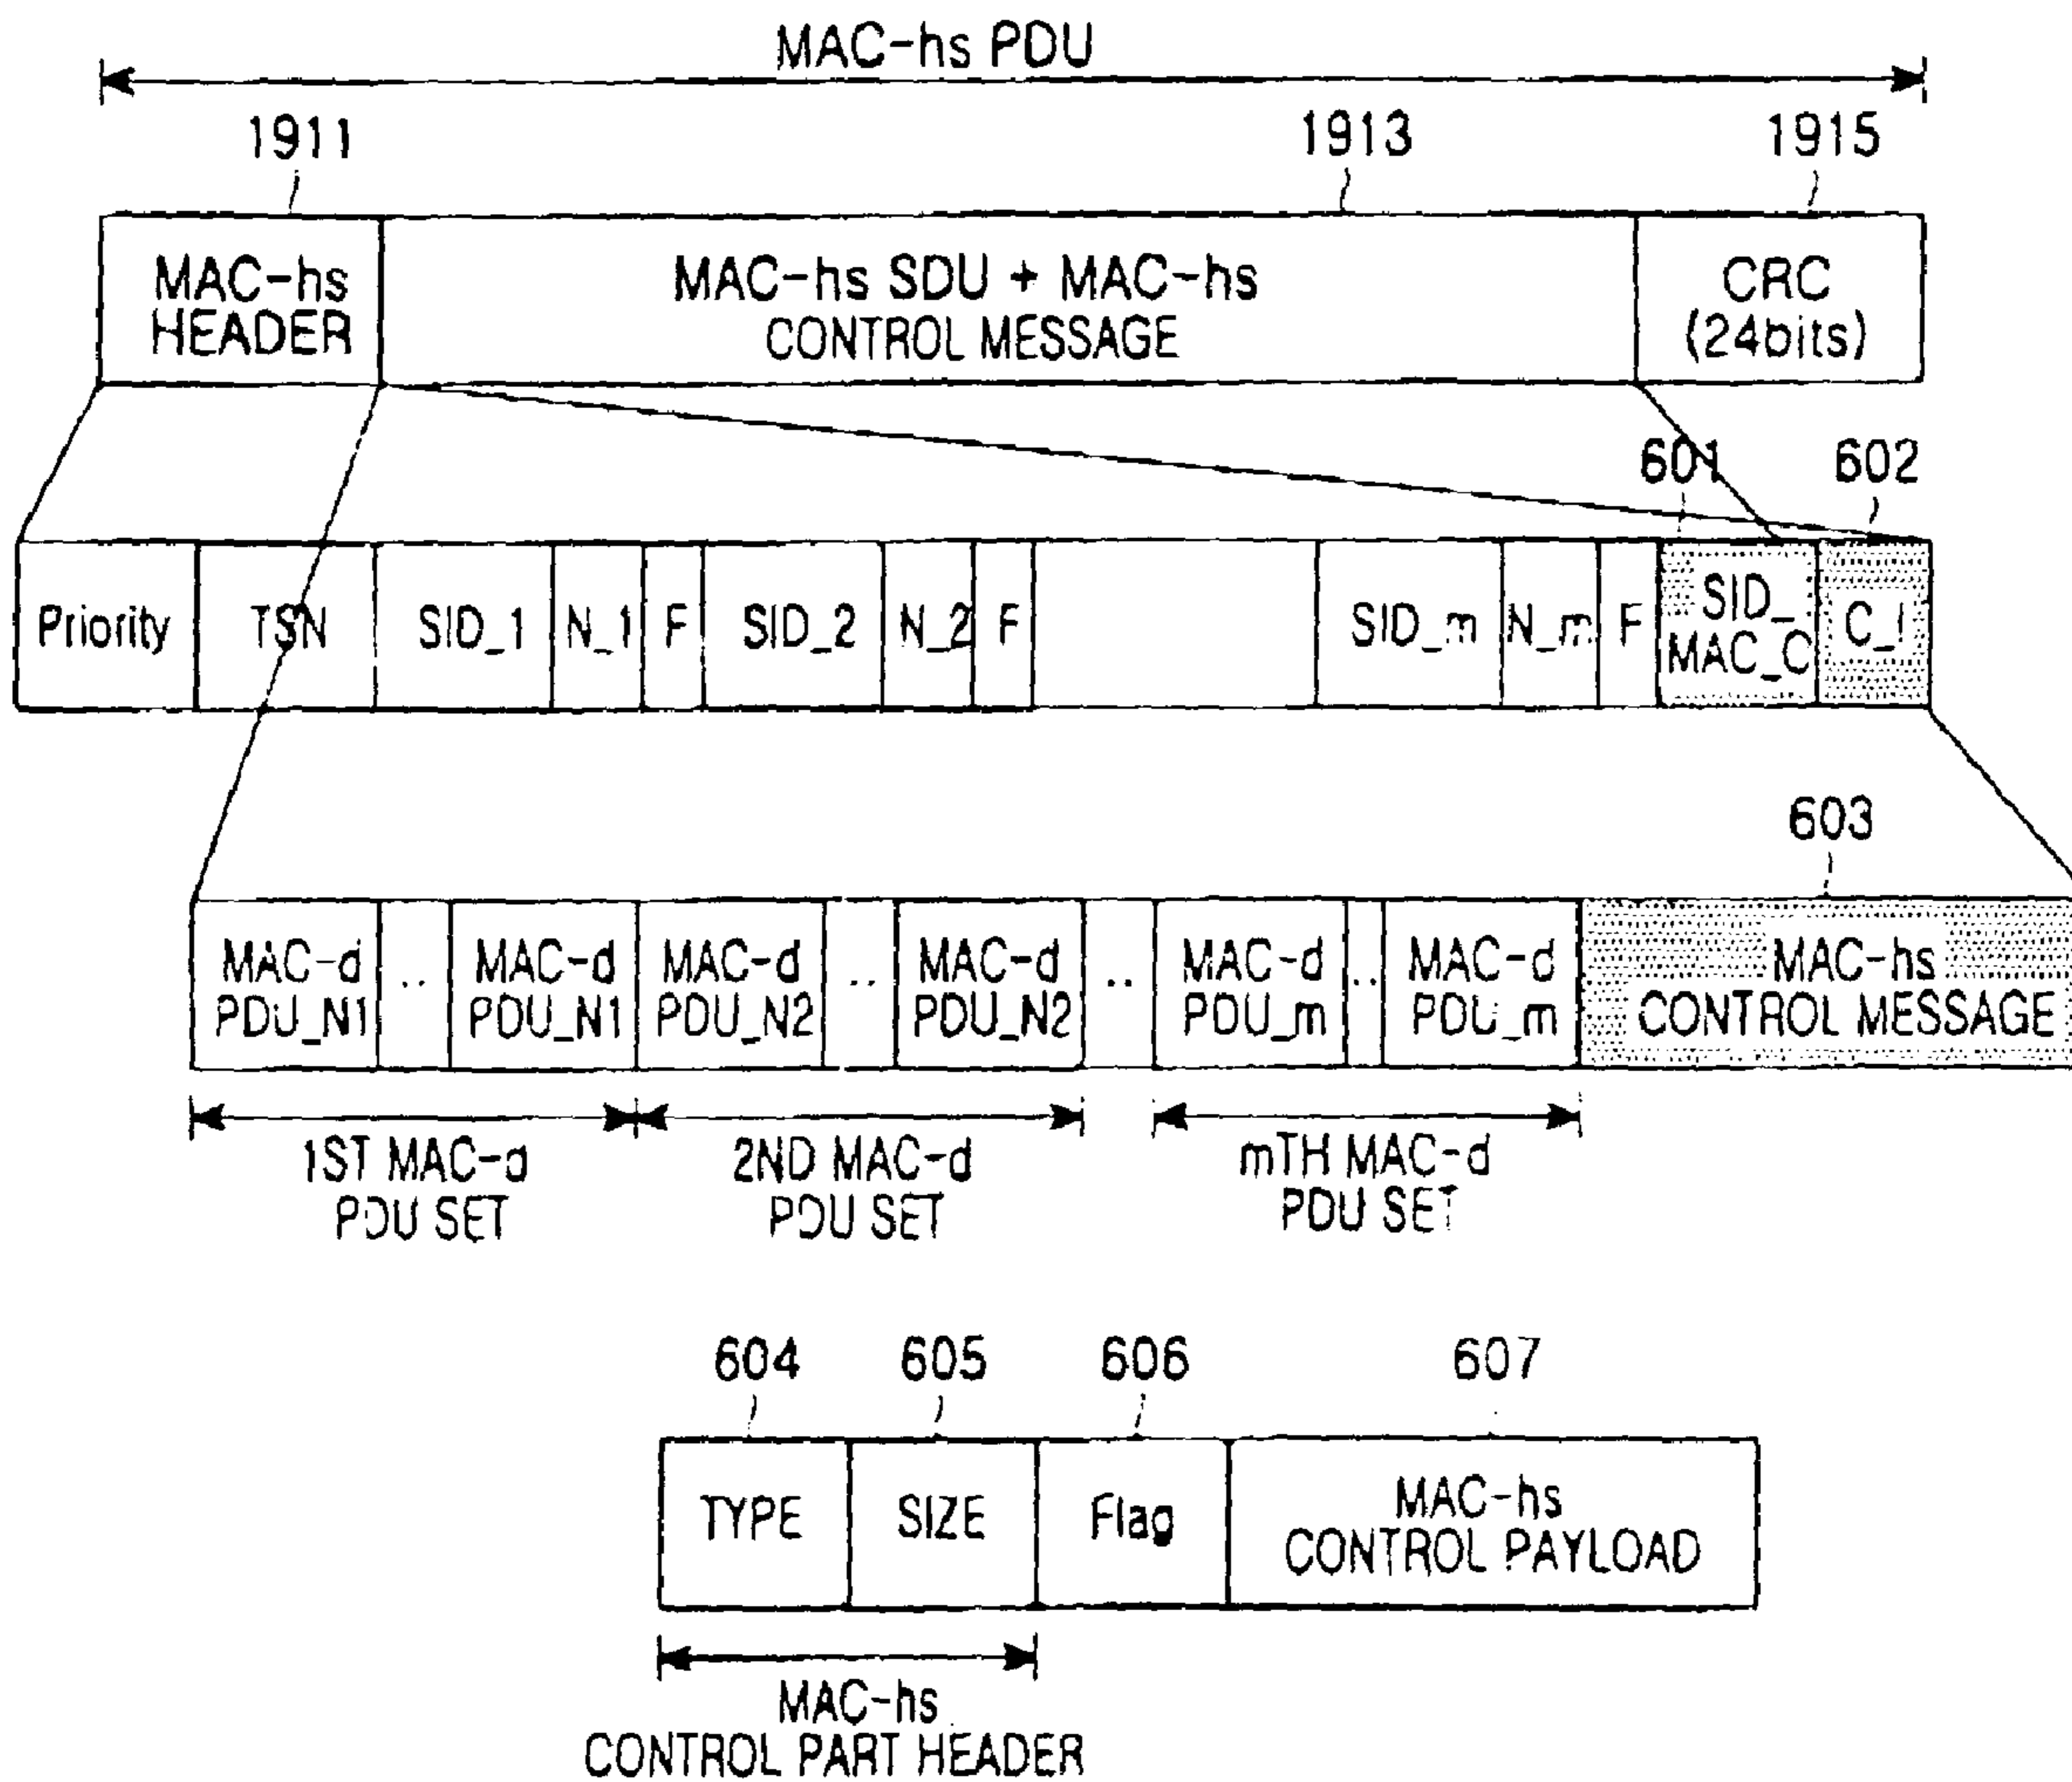 MAC-hs PDU
1911 1913 1915
MAC-hs HEADER
MAC-hs SDU + MAC-hs CONTROL MESSAGE
CRC (24bits)
601 602
Priority TSN SID_1 N_1 F SID_2 N_2 F SID_m N_m F SID_MAC_C C_I
603
MAC-d PDU_N1 .. MAC-d PDU_N1 MAC-d PDU_N2 .. MAC-d PDU_N2 .. MAC-d PDU_m .. MAC-d PDU_m MAC-hs CONTROL MESSAGE
1ST MAC-d PDU SET
2ND MAC-d PDU SET
mTH MAC-d PDU SET
604 605 606 607
TYPE SIZE Flag MAC-hs CONTROL PAYLOAD
MAC-hs
CONTROL PART HEADER